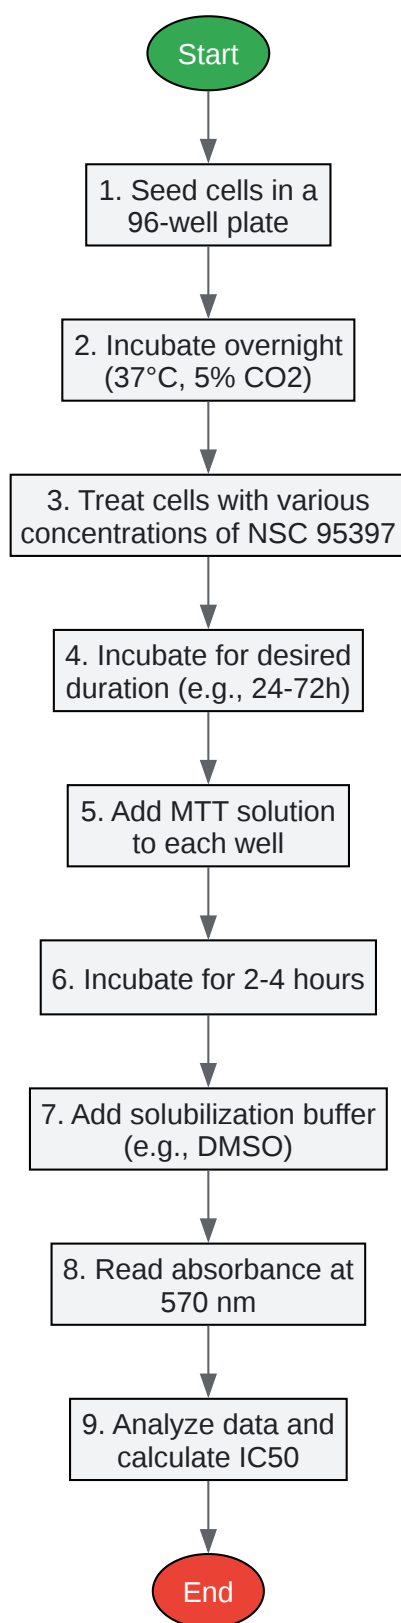 Start
1. Seed cells in a
96-well plate
2. Incubate overnight
(37°C, 5% CO2)
3. Treat cells with various
concentrations of NSC 95397
4. Incubate for desired
duration (e.g., 24-72h)
5. Add MTT solution
to each well
6. Incubate for 2-4 hours
7. Add solubilization buffer
(e.g., DMSO)
8. Read absorbance at
570 nm
9. Analyze data and
calculate IC50
End